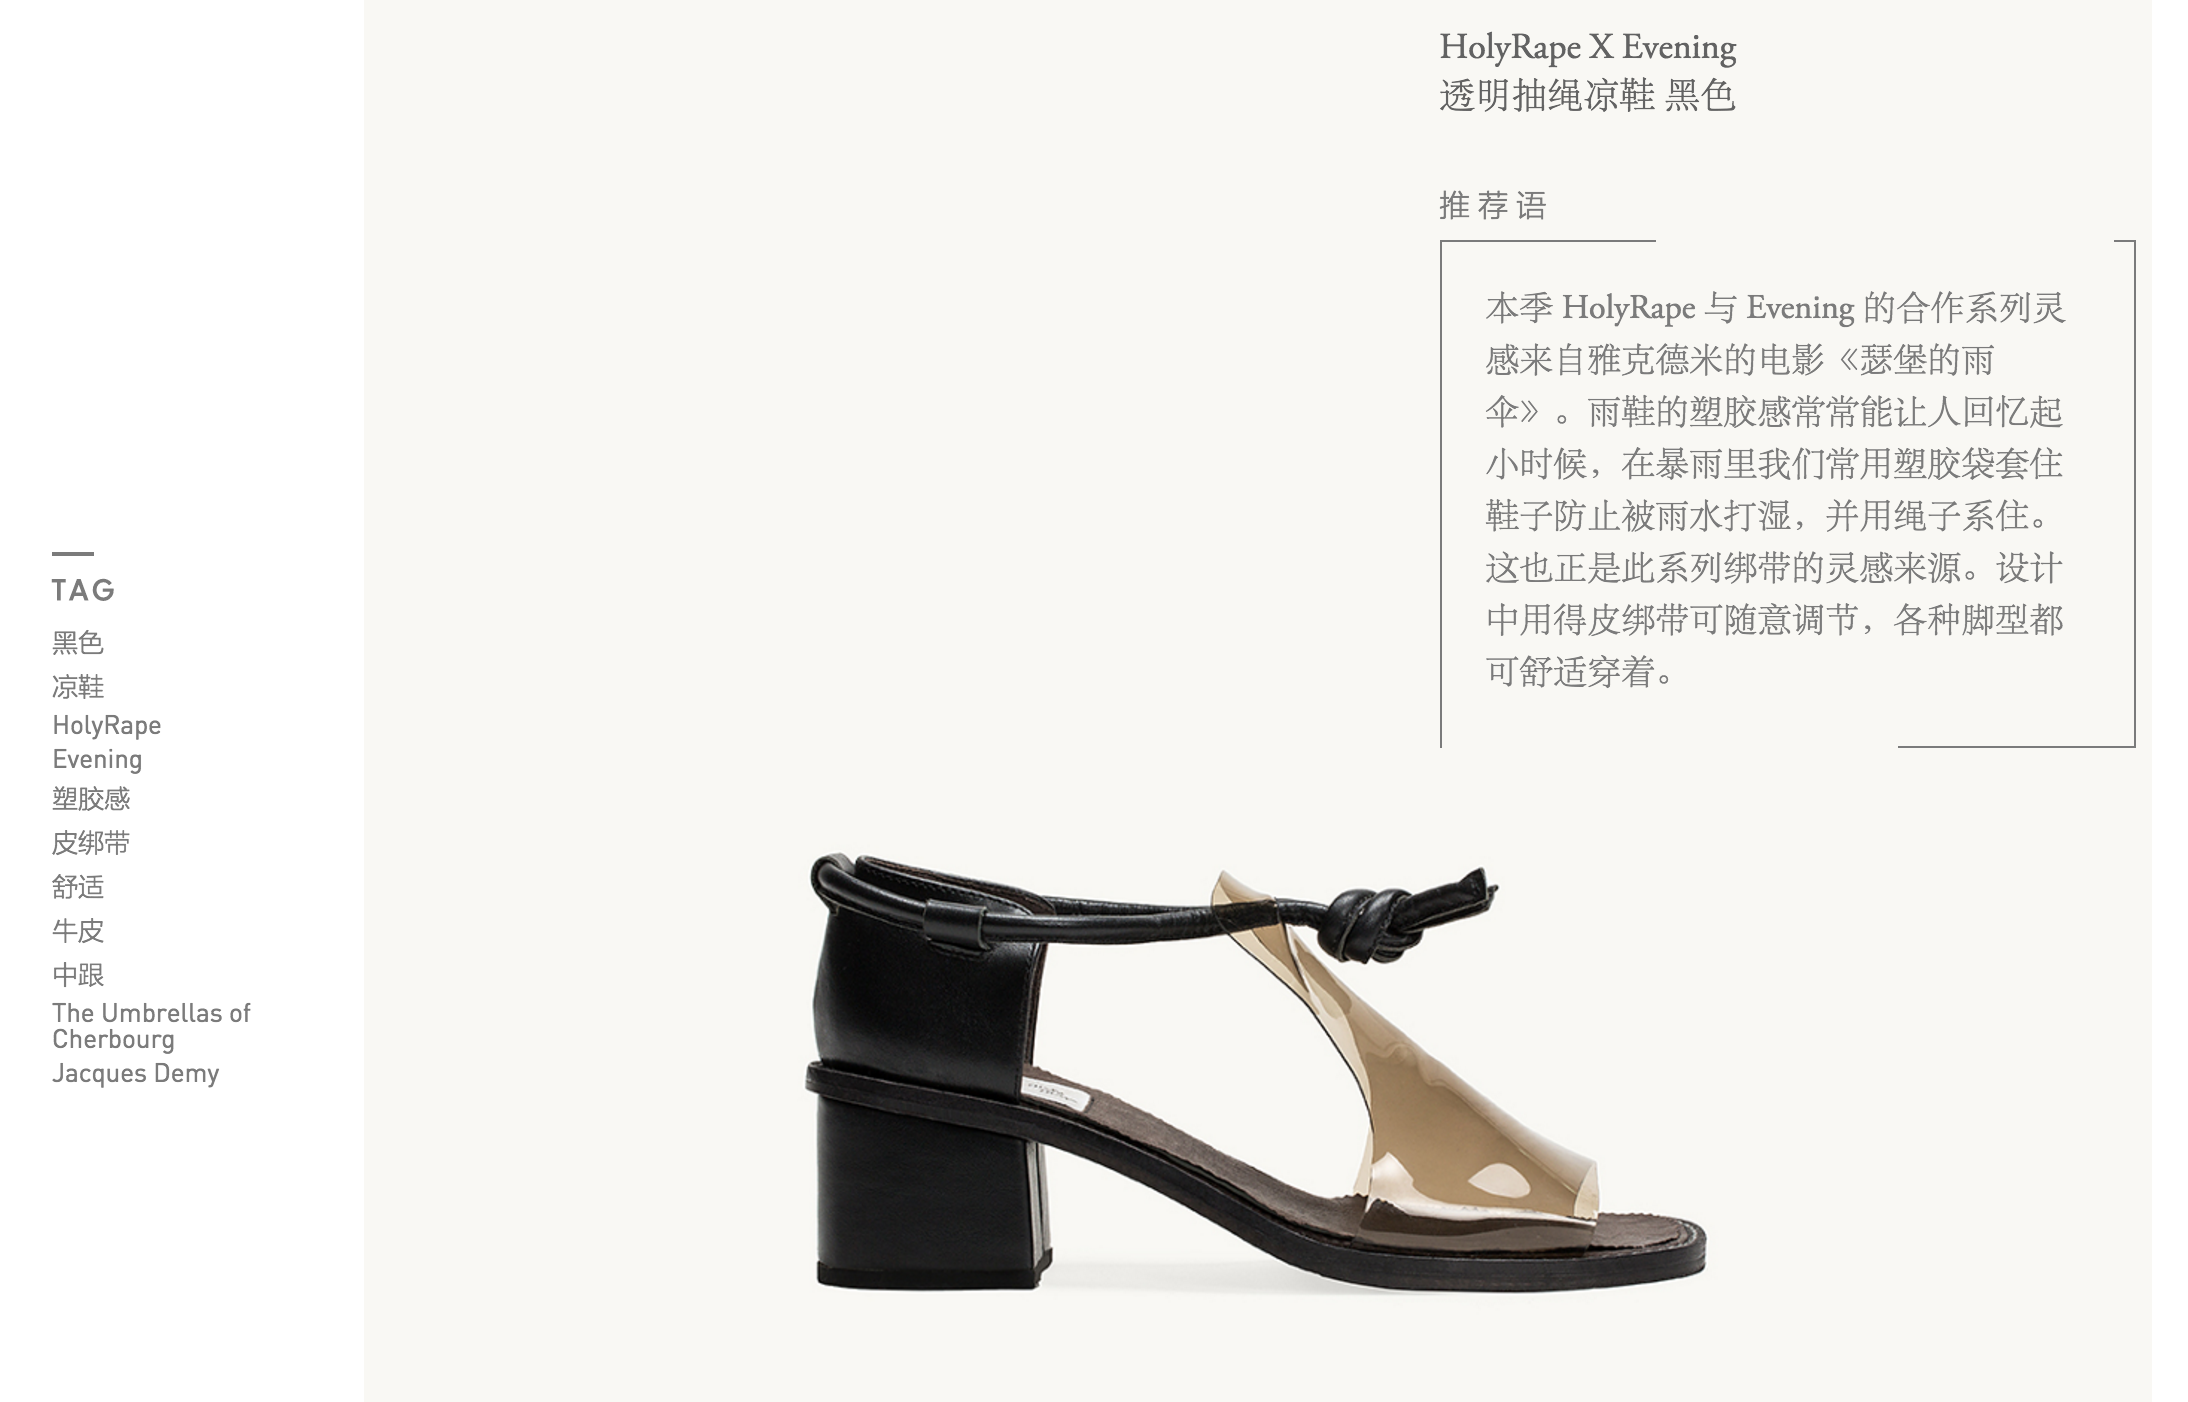 HolyRape X Evening
透明抽绳凉鞋 黑色
推荐语
本季 HolyRape 与 Evening 的合作系列灵
感来自雅克德米的电影《瑟堡的雨
伞》。雨鞋的塑胶感常常能让人回忆起
小时候，在暴雨里我们常用塑胶袋套住
鞋子防止被雨水打湿，并用绳子系住。
这也正是此系列绑带的灵感来源。设计
中用得皮绑带可随意调节，各种脚型都
可舒适穿着。
TAG
黑色
凉鞋
HolyRape
Evening
塑胶感
皮绑带
舒适
牛皮
中跟
The Umbrellas of
Cherbourg
Jacques Demy